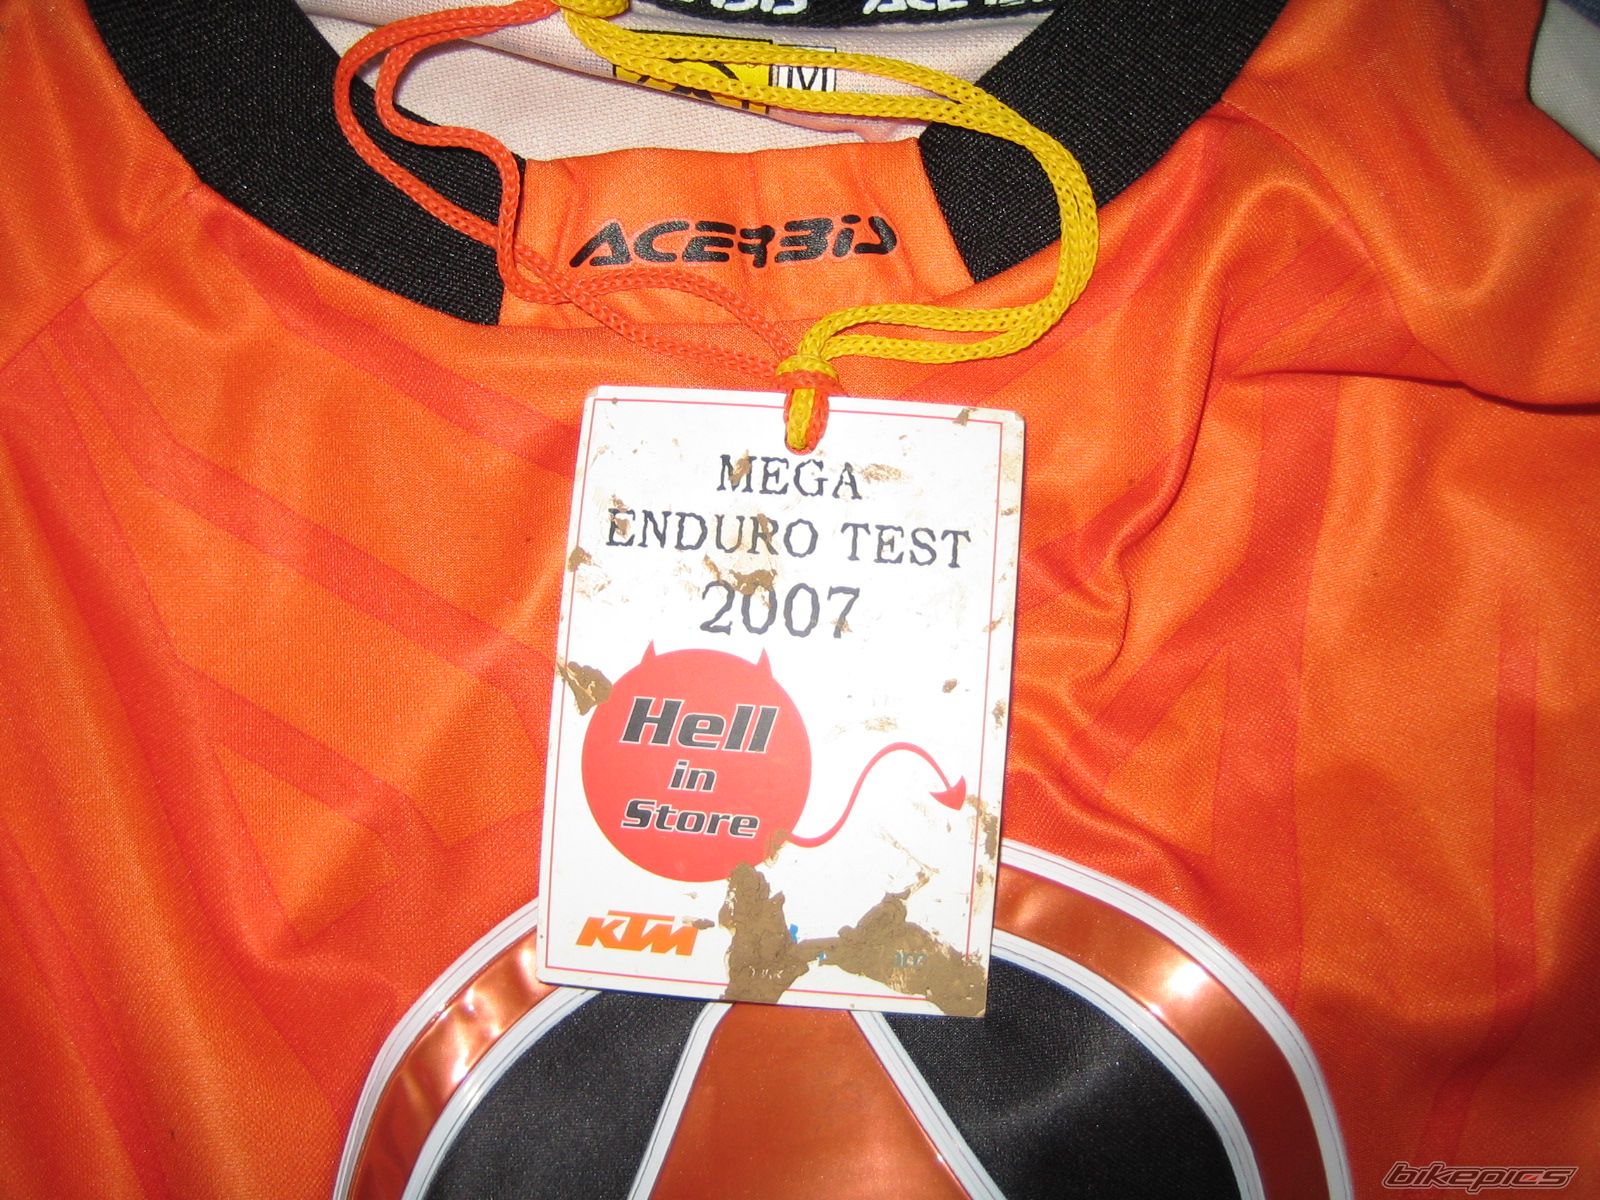 M
ACERBIS
MEGA
ENDURO TEST
2007
Hell
in
Store
KTM
bikepics